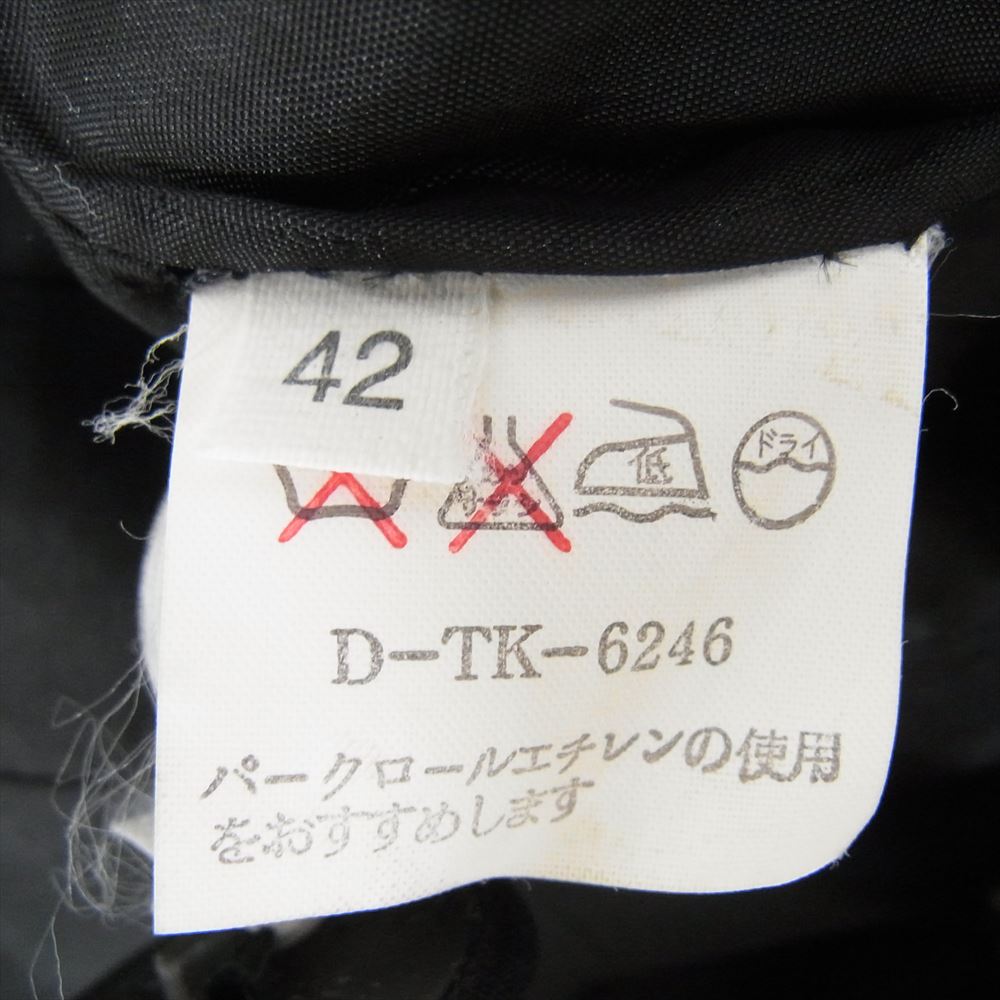 42
低
ドライ
D-TK-6246
パークロールエチレンの使用
をおすすめします